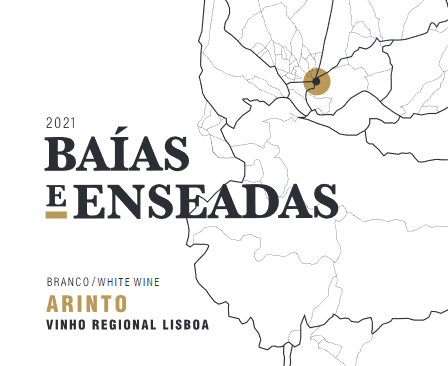 2021
BAÍAS
E ENSEADAS
BRANCO/WHITE WINE
ARINTO
VINHO REGIONAL LISBOA